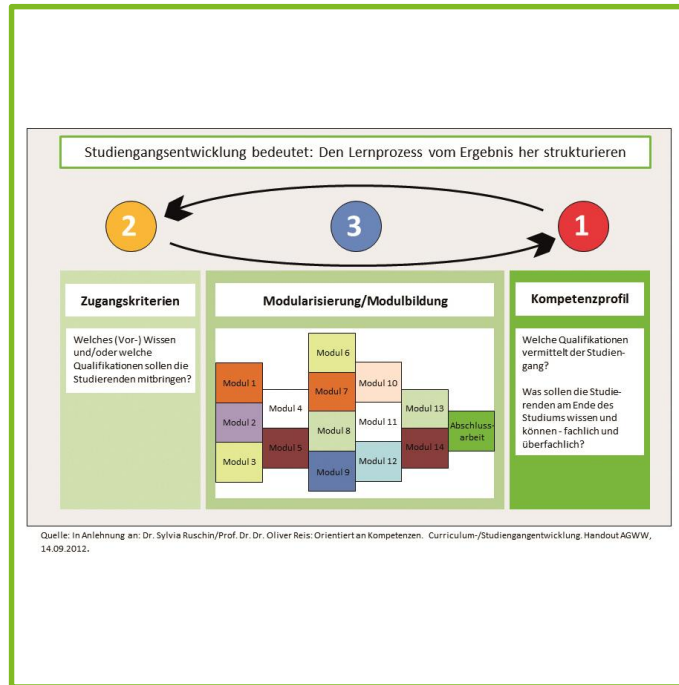 Studiengangsentwicklung bedeutet: Den Lernprozess vom Ergebnis her strukturieren
2
3
1
Zugangskriterien
Welches (Vor-) Wissen
und/oder welche
Qualifikationen sollen die
Studierenden mitbringen?
Modularisierung/Modulbildung
Modul 1
Modul 2
Modul 3
Modul 4
Modul 5
Modul 6
Modul 7
Modul 8
Modul 9
Modul 10
Modul 11
Modul 12
Modul 13
Modul 14
Abschluss-
arbeit
Kompetenzprofil
Welche Qualifikationen
vermittelt der Studien-
gang?
Was sollen die Studie-
renden am Ende des
Studiums wissen und
können - fachlich und
überfachlich?
Quelle: In Anlehnung an: Dr. Sylvia Ruschin/Prof. Dr. Dr. Oliver Reis: Orientiert an Kompetenzen. Curriculum-/Studiengangentwicklung. Handout AGWW,
14.09.2012.